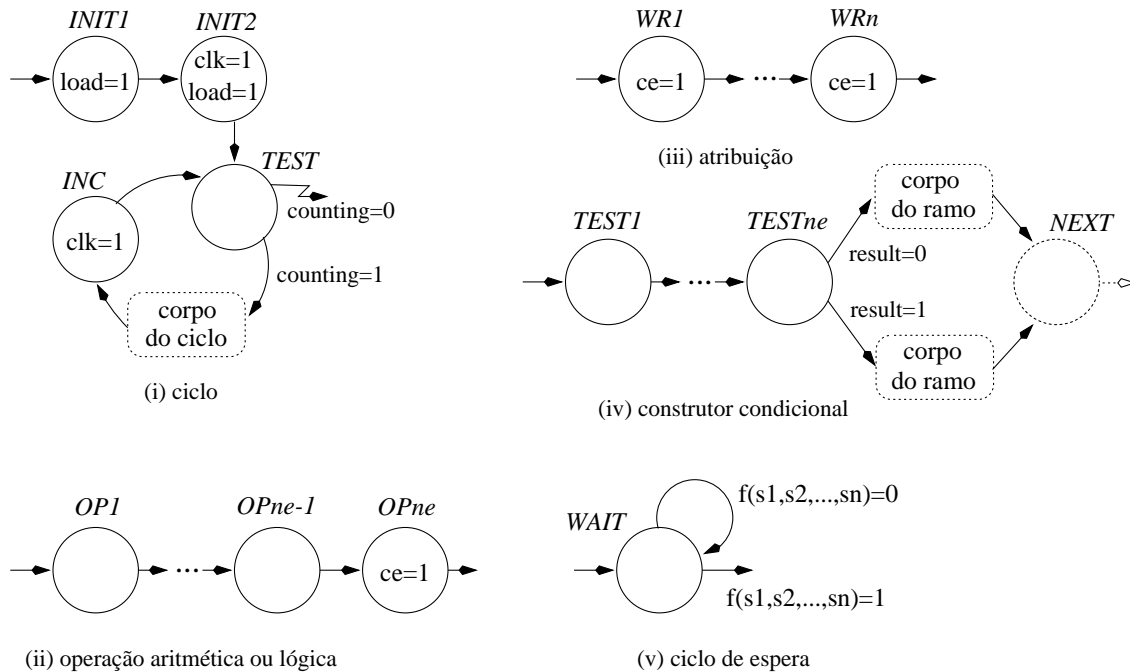 INIT1
INIT2
load=1
clk=1
load=1
TEST
INC
clk=1
counting=0
counting=1
corpo
do ciclo
(i) ciclo
WR1
WRn
ce=1
...
ce=1
(iii) atribuição
TEST1
...
TESTne
result=0
result=1
corpo
do ramo
corpo
do ramo
NEXT
(iv) construtor condicional
OP1
...
OPne-1
OPne
ce=1
(ii) operação aritmética ou lógica
WAIT
f(s1,s2,...,sn)=0
f(s1,s2,...,sn)=1
(v) ciclo de espera